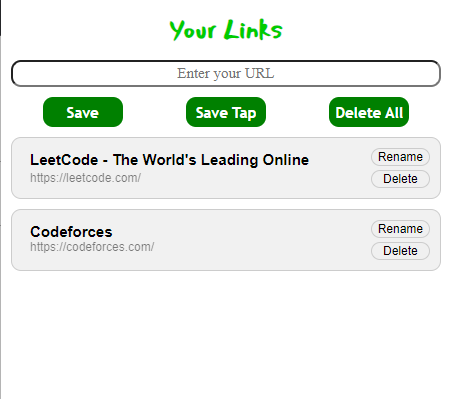 Your Links
Enter your URL
Save
Save Tap
Delete All
LeetCode - The World's Leading Online
https://leetcode.com/
Rename
Delete
Codeforces
https://codeforces.com/
Rename
Delete